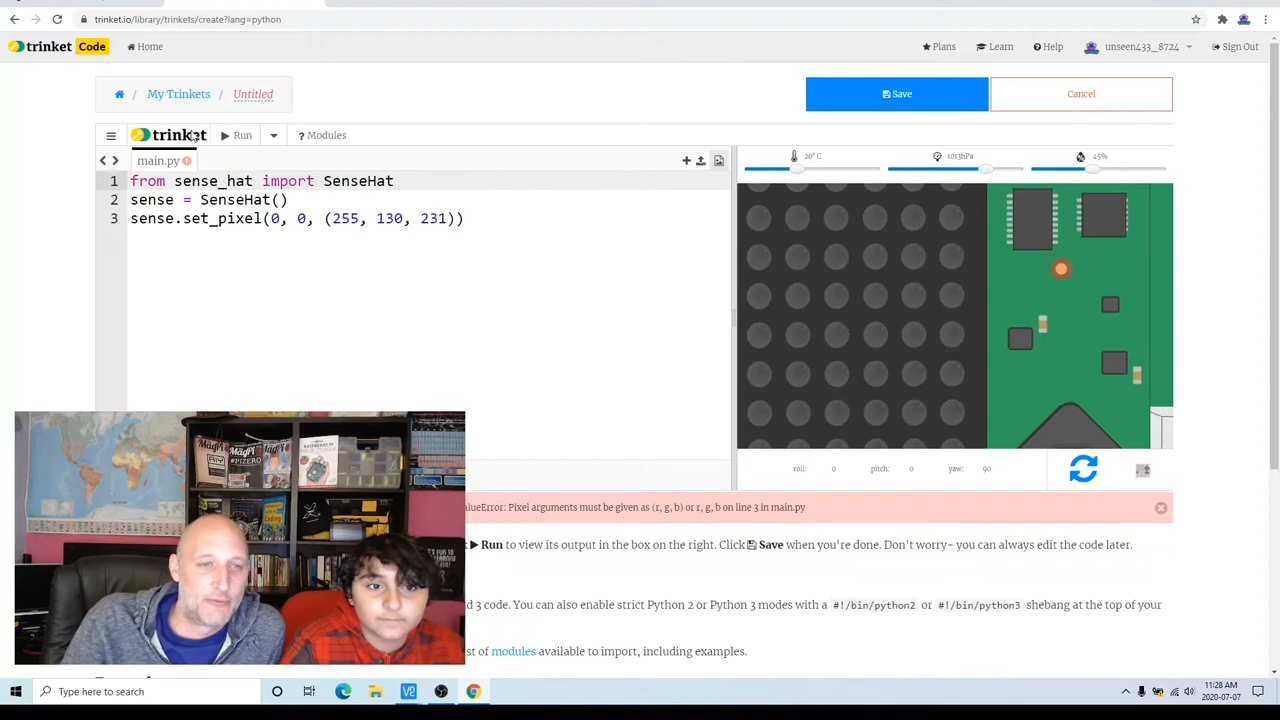 trinket.io/library/trinkets/create?lang=python
trinket Code Home Plans Learn Help unseen433_8724 Sign Out
/ My Trinkets / Untitled Save Cancel
trinket Run ? Modules 20°C 1013hPa 45%
main.py
1 from sense_hat import SenseHat
2 sense = SenseHat()
3 sense.set_pixel(0, 0, (255, 130, 231))
roll: 0 pitch: 0 yaw: 90
alueError: Pixel arguments must be given as (r, g, b) or r, g, b on line 3 in main.py
Run to view its output in the box on the right. Click Save when you're done. Don't worry- you can always edit the code later.
d 3 code. You can also enable strict Python 2 or Python 3 modes with a #!/bin/python2 or #!/bin/python3 shebang at the top of your
st of modules available to import, including examples.
MagPi
#PIZERO
Type here to search
11:28 AM
2020-07-07